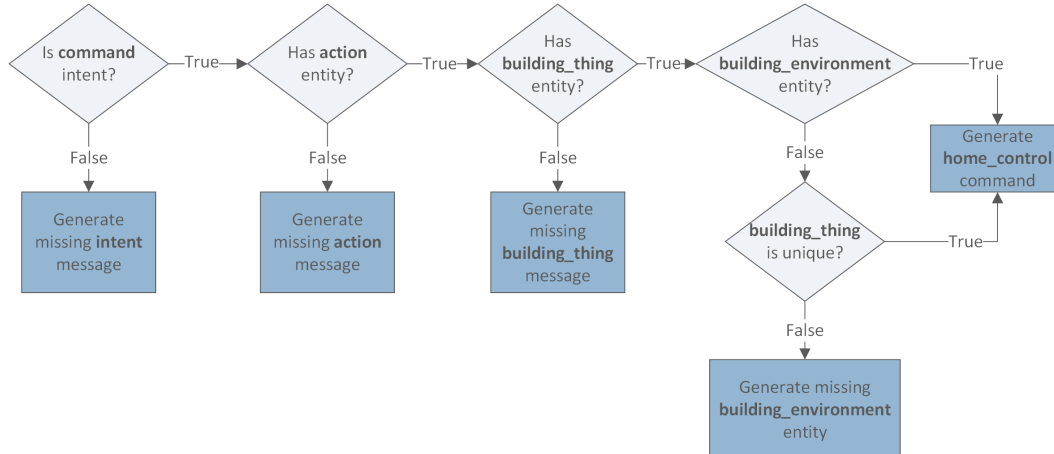 Is command
intent?
True
Has action
entity?
True
Has
building_thing
entity?
True
Has
building_environment
entity?
True
False
False
False
False
Generate
home_control
command
Generate
missing intent
message
Generate
missing action
message
Generate
missing
building_thing
message
building_thing
is unique?
True
False
Generate missing
building_environment
entity